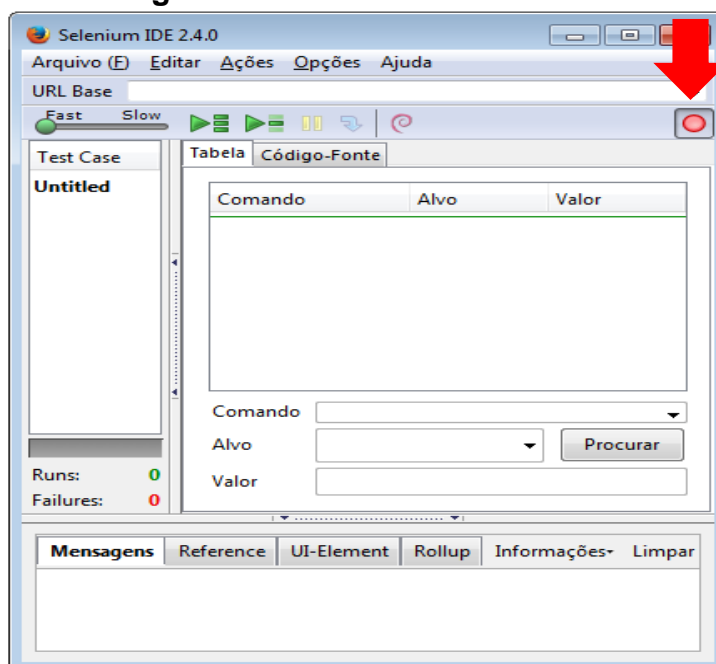 Selenium IDE 2.4.0
Arquivo (F) Editar Ações Opções Ajuda
URL Base
Fast Slow
Test Case
Tabela Código-Fonte
Untitled
Comando Alvo Valor
Comando
Alvo Procurar
Valor
Runs: 0
Failures: 0
Mensagens Reference UI-Element Rollup Informações Limpar